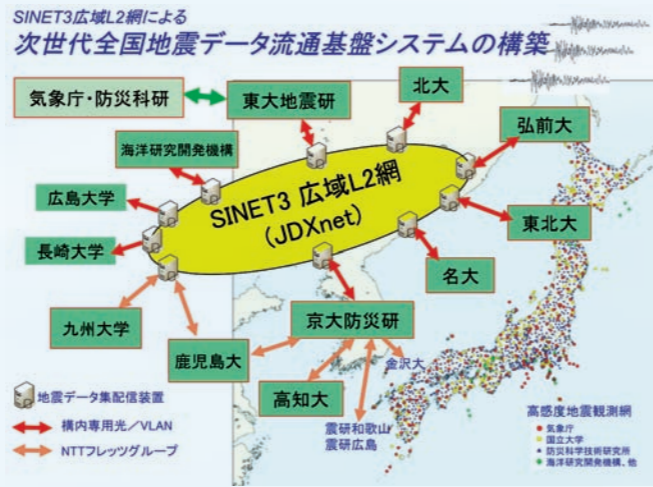 SINET3広域L2網による
次世代全国地震データ流通基盤システムの構築
気象庁・防災科研
東大地震研
北大
弘前大
海洋研究開発機構
広島大学
SINET3 広域L2網
(JDXnet)
東北大
長崎大学
名大
九州大学
京大防災研
鹿児島大
金沢大
高知大
震研和歌山
震研広島
地震データ集配信装置
構内専用光／VLAN
NTTフレッツグループ
高感度地震観測網
気象庁
国立大学
防災科学技術研究所
海洋研究開発機構、他